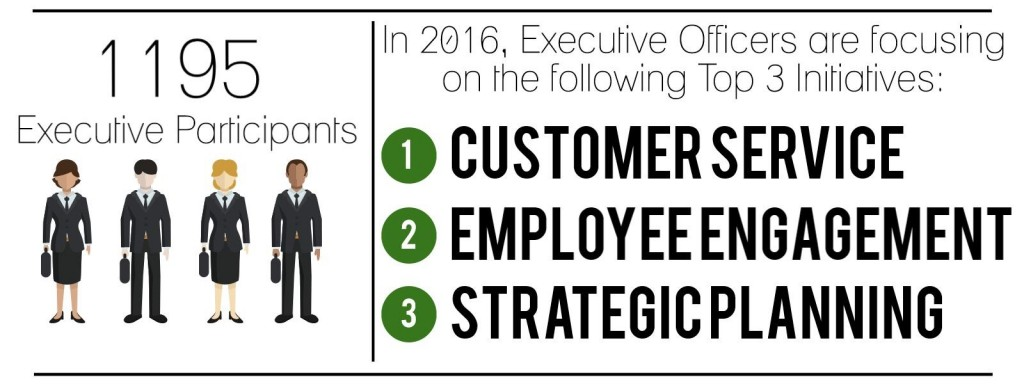 1195
Executive Participants
In 2016, Executive Officers are focusing
on the following Top 3 Initiatives:
1 CUSTOMER SERVICE
2 EMPLOYEE ENGAGEMENT
3 STRATEGIC PLANNING